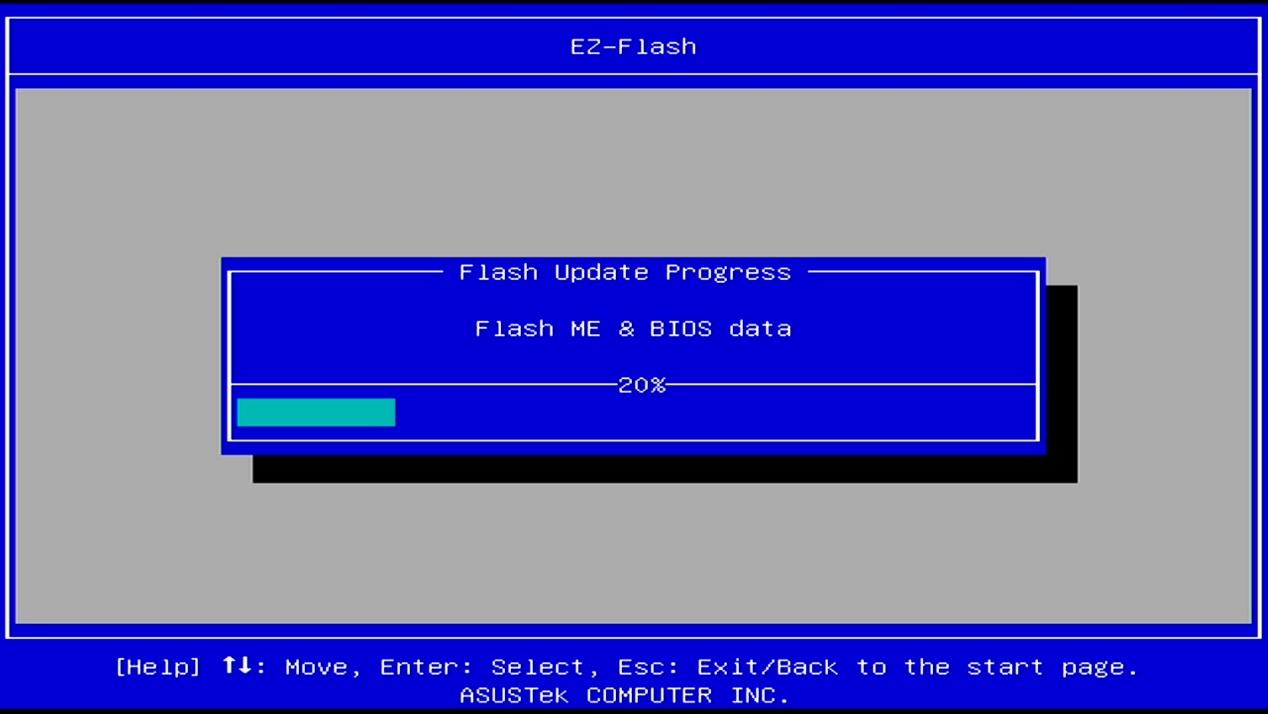 EZ-Flash
Flash Update Progress
Flash ME & BIOS data
20%
[Help] ↑↓: Move, Enter: Select, Esc: Exit/Back to the start page.
ASUSTek COMPUTER INC.